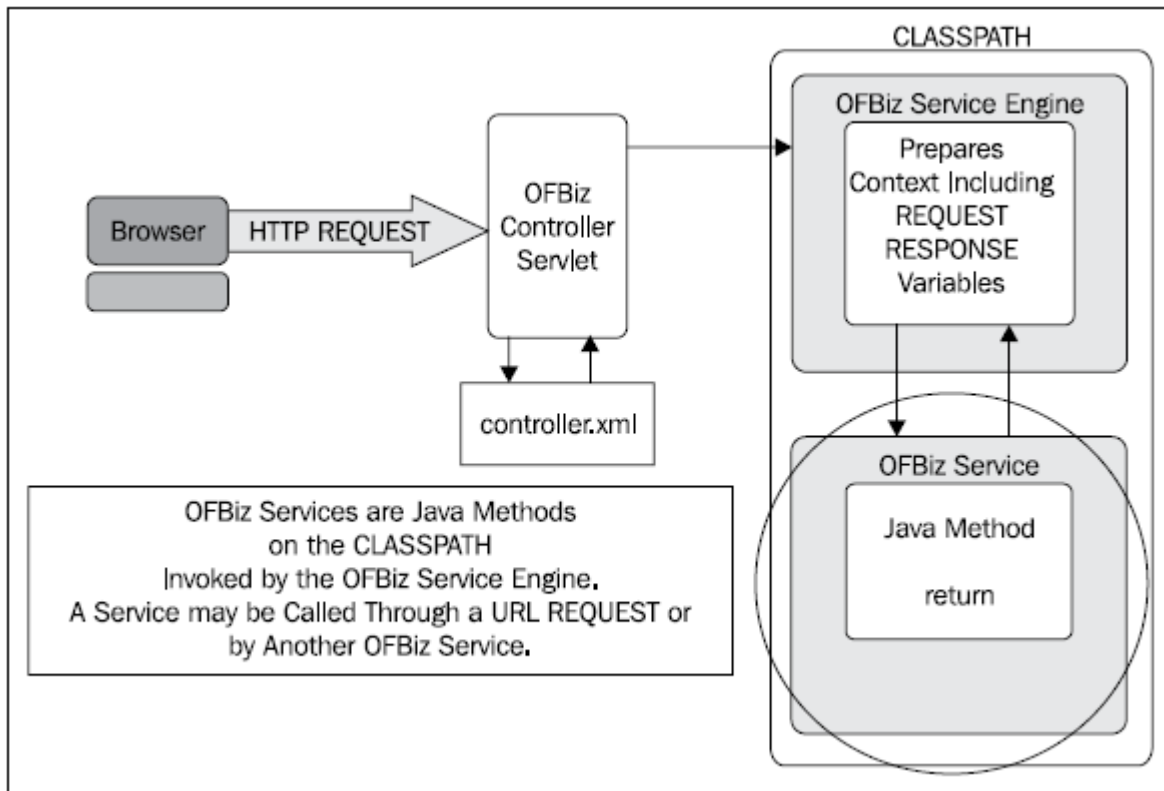 CLASSPATH
OFBiz Service Engine
Prepares
Context Including
REQUEST
RESPONSE
Variables
Browser
HTTP REQUEST
OFBiz
Controller
Servlet
controller.xml
OFBiz Service
Java Method
return
OFBiz Services are Java Methods
on the CLASSPATH
Invoked by the OFBiz Service Engine.
A Service may be Called Through a URL REQUEST or
by Another OFBiz Service.